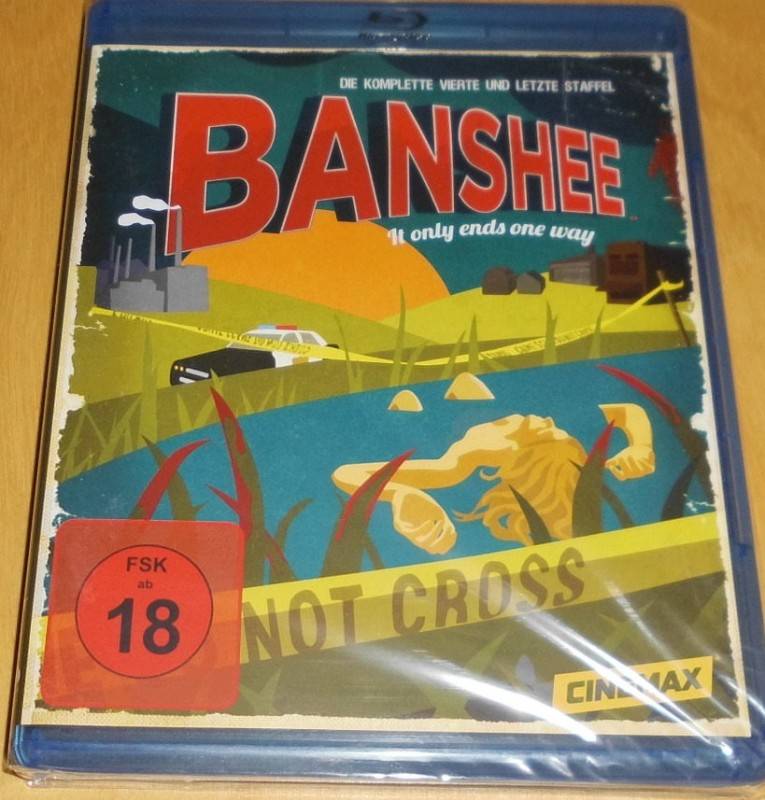 DIE KOMPLETTE VIERTE UND LETZTE STAFFEL
BANSHEE
It only ends one way
NOT CROSS
FSK
ab
18
CINEMAX